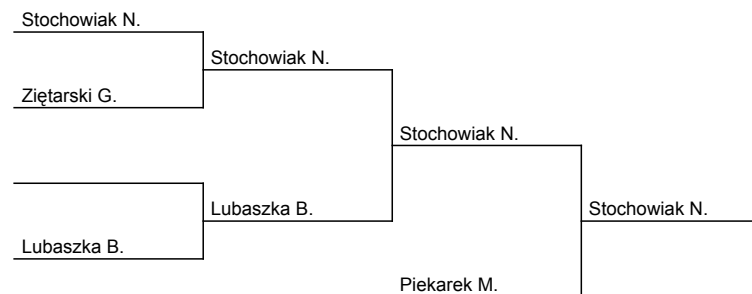 Stochowiak N.
Stochowiak N.
Ziętarski G.
Stochowiak N.
Lubaszka B.
Stochowiak N.
Lubaszka B.
Piekarek M.